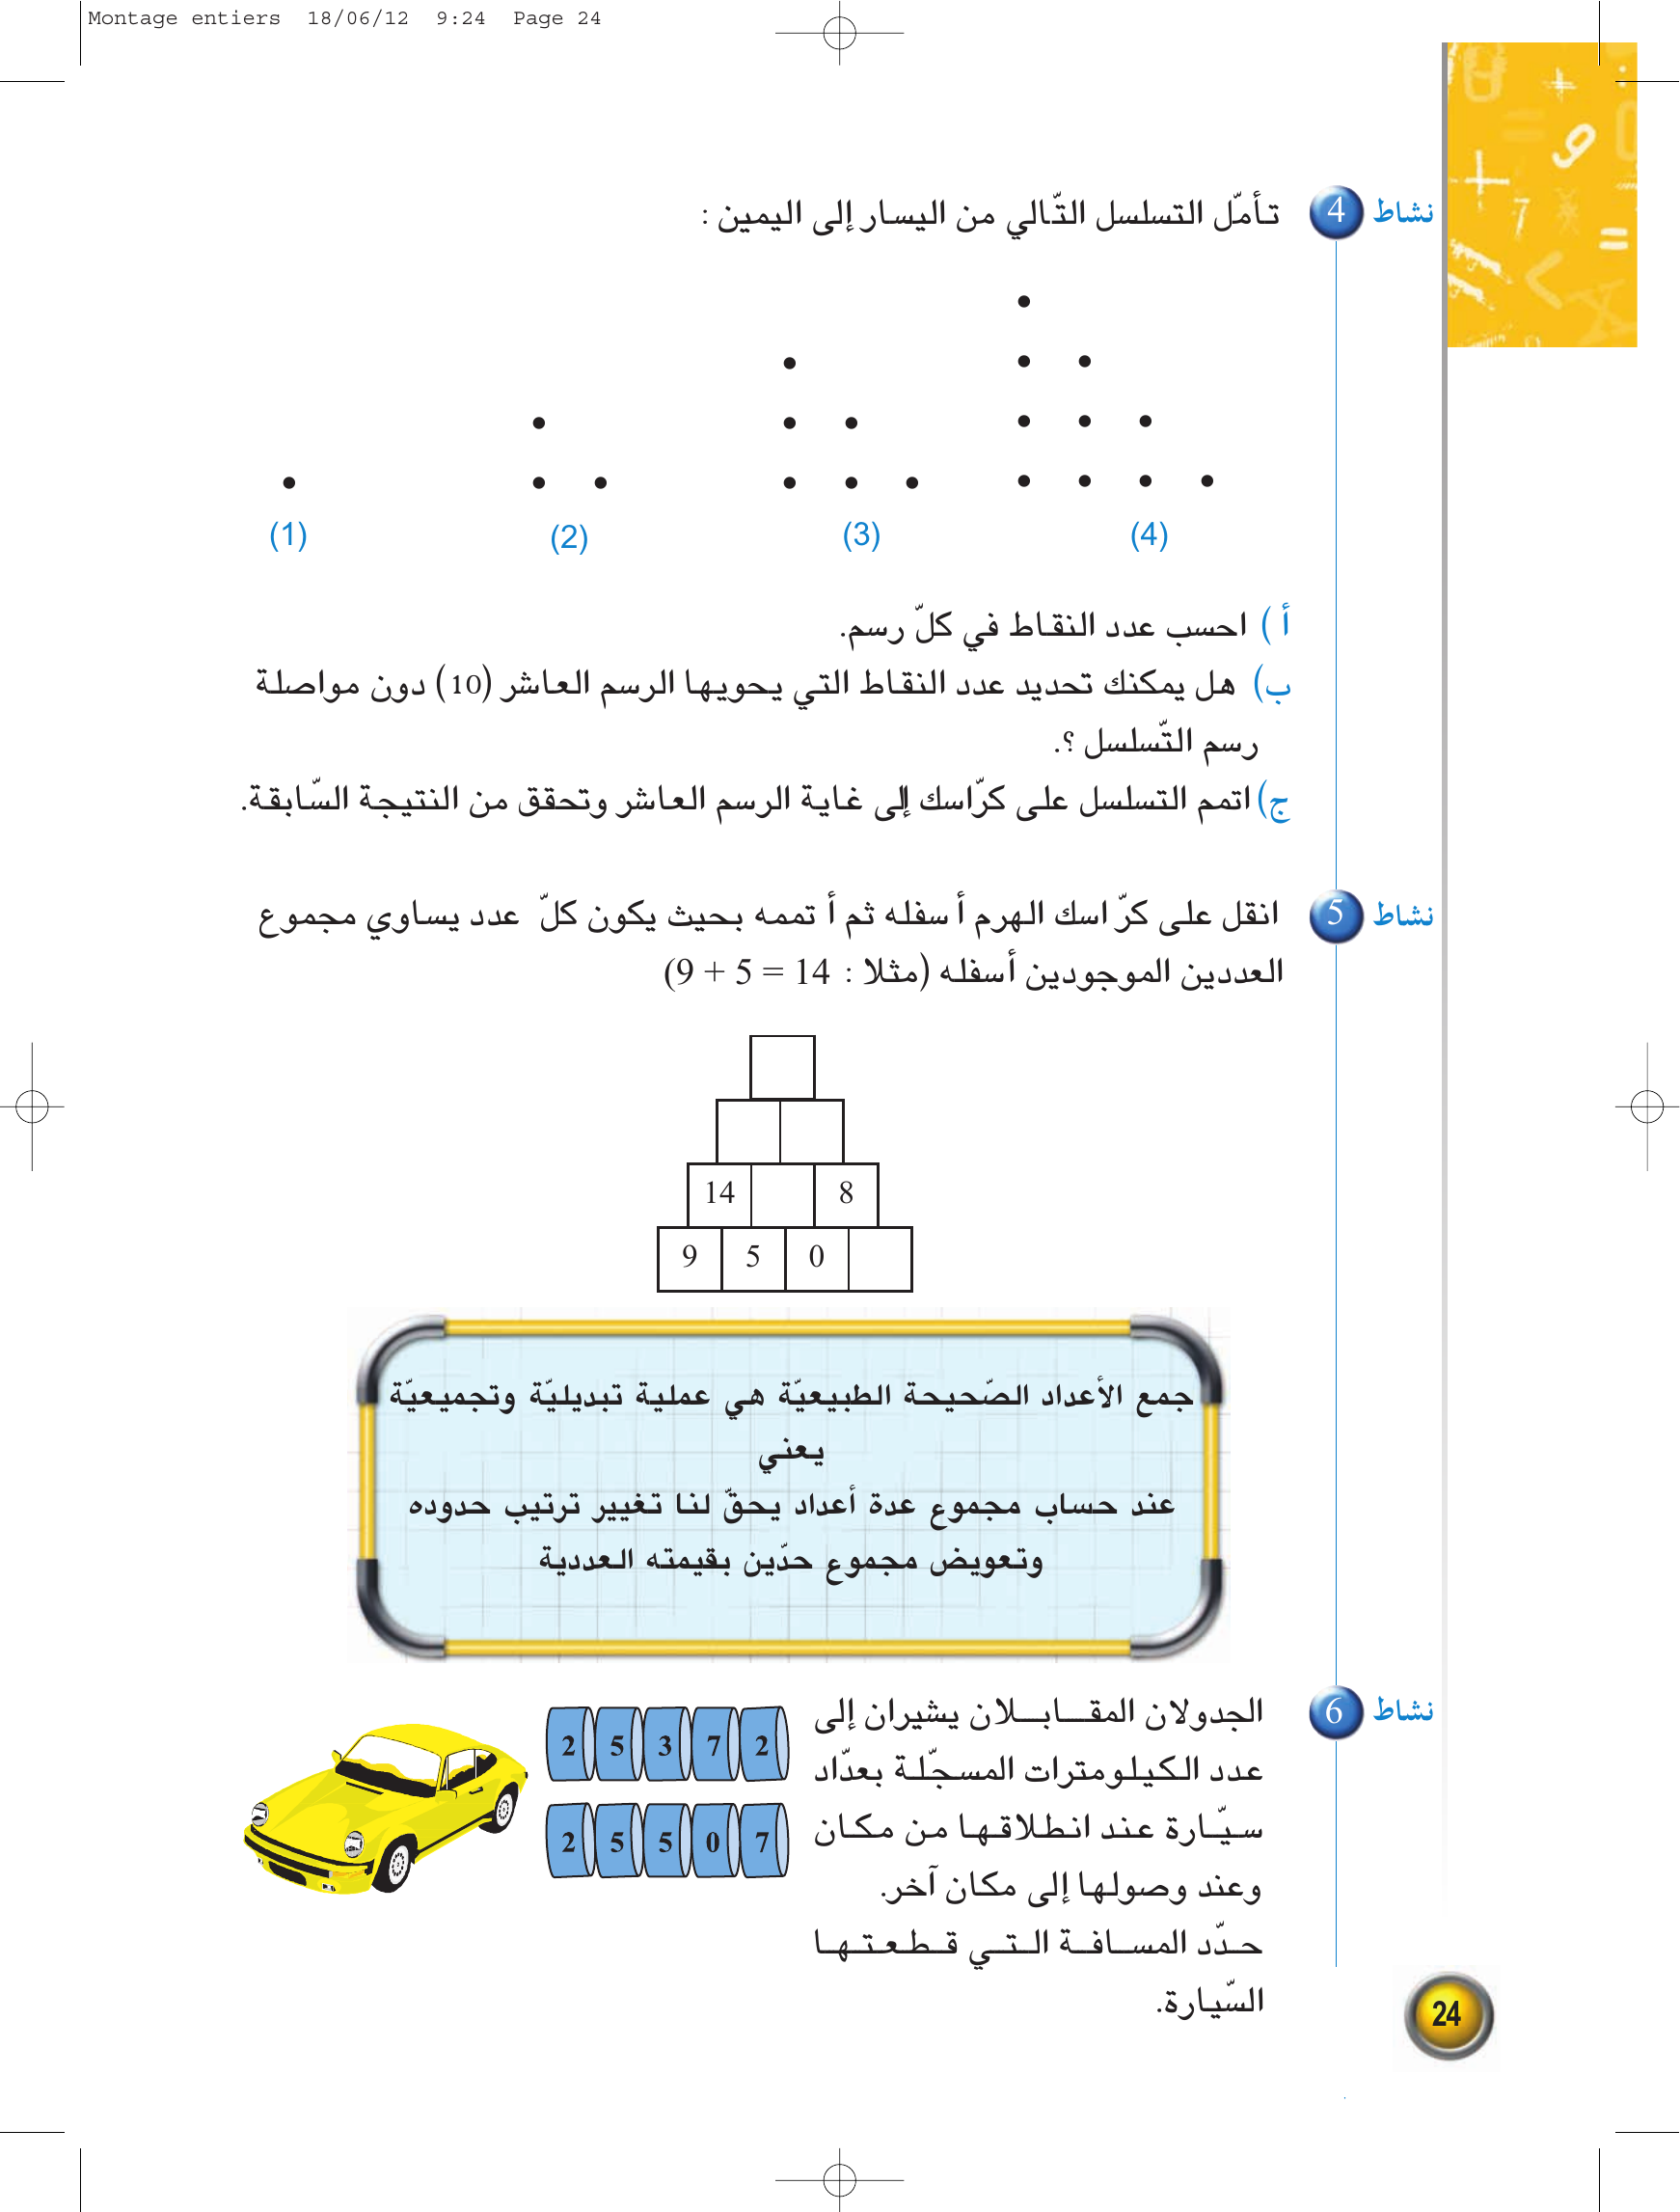 Montage entiers 18/06/12 9:24 Page 24
نشاط 4 تأمّل التسلسل التّالي من اليسار إلى اليمين :
(1) (2) (3) (4)
أ ) احسب عدد النقاط في كلّ رسم.
ب) هل يمكنك تحديد عدد النقاط التي يحويها الرسم العاشر (10) دون مواصلة
رسم التّسلسل ؟.
ج) اتمم التسلسل على كرّاسك إلى غاية الرسم العاشر وتحقق من النتيجة السّابقة.
نشاط 5 انقل على كرّاسك الهرم أسفله ثم أتممه بحيث يكون كلّ عدد يساوي مجموع
العددين الموجودين أسفله (مثلا : 14 = 5 + 9)
14 8
9 5 0
جمع الأعداد الصّحيحة الطبيعيّة هي عملية تبديليّة وتجميعيّة
يعني
عند حساب مجموع عدة أعداد يحقّ لنا تغيير ترتيب حدوده
وتعويض مجموع حدّين بقيمته العددية
نشاط 6 الجدولان المقابلان يشيران إلى
عدد الكيلومترات المسجّلة بعدّاد
سيّارة عند انطلاقها من مكان
وعند وصولها إلى مكان آخر.
حدّد المسافة التي قطعتها
السّيارة.
2 5 3 7 2
2 5 5 0 7
24